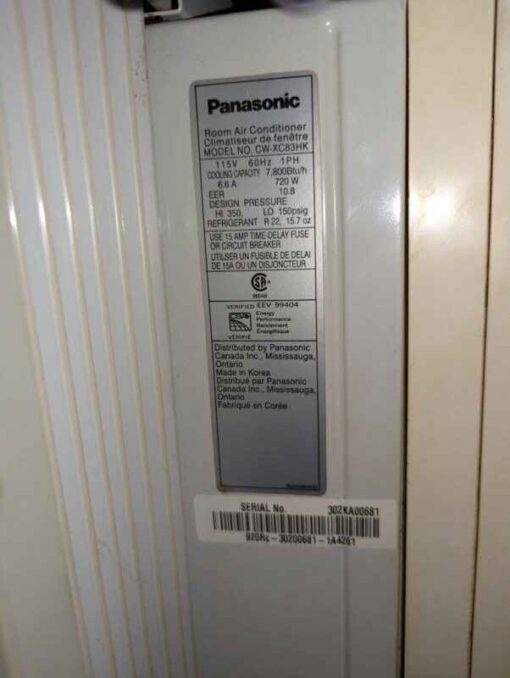 Panasonic
Room Air Conditioner
Climatiseur de fenêtre
MODEL NO. CW-XC83HK
115V 60Hz 1PH
COOLING CAPACITY 7,800Btu/h
6.6 A 720 W
EER 10.8
DESIGN PRESSURE
HI 350, LO 150psig
REFRIGERANT R 22, 15.7 oz
USE 15 AMP TIME-DELAY FUSE
OR CIRCUIT BREAKER
UTILISER UN FUSIBLE DE DELAI
DE 15A OU UN DISJONCTEUR
VERIFIED EEV 99404
Energy
Performance
Rendement
Énergétique
VÉRIFIÉ
Distributed by Panasonic
Canada Inc., Mississauga,
Ontario
Made in Korea
Distribué par Panasonic
Canada Inc., Mississauga,
Ontario
Fabriqué en Corée
SERIAL No. 302KA00681